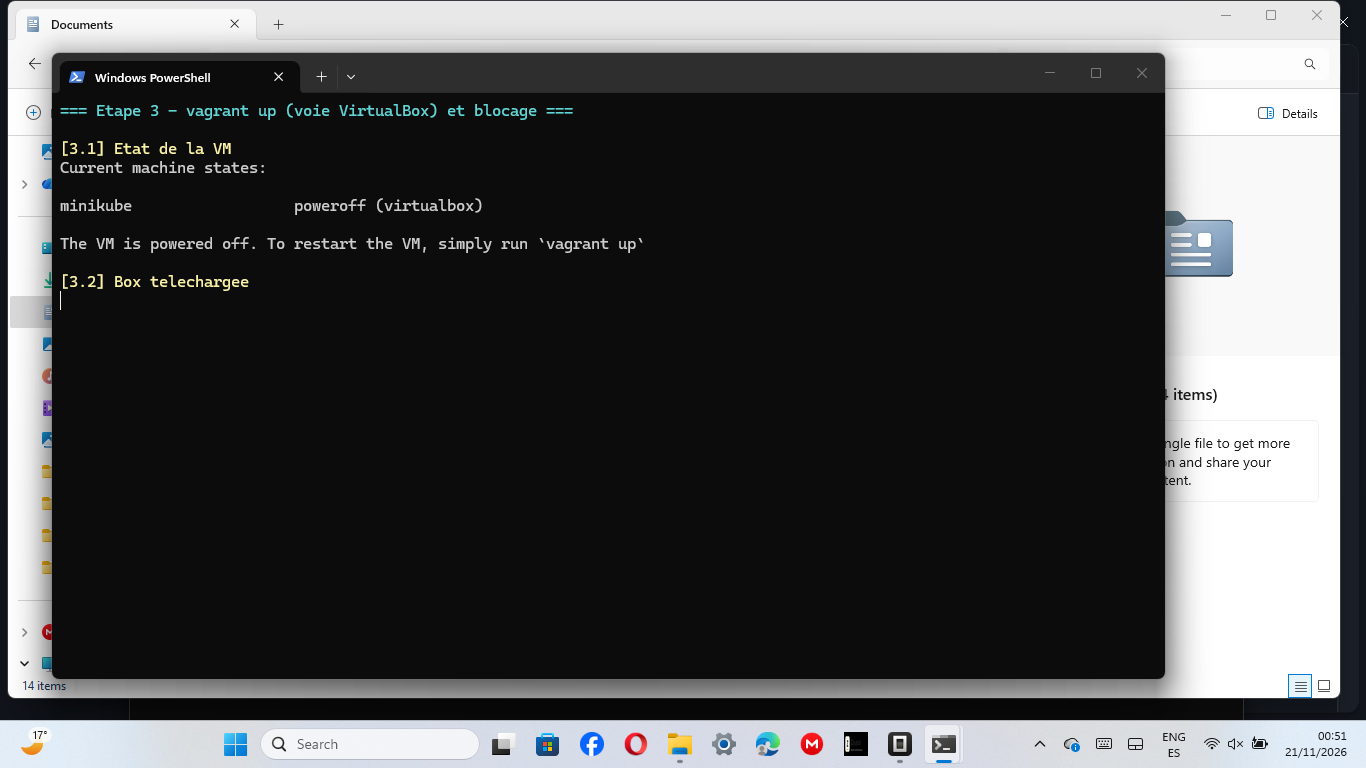 Documents
Windows PowerShell
Details
=== Etape 3 - vagrant up (voie VirtualBox) et blocage ===
[3.1] Etat de la VM
Current machine states:
minikube                  poweroff (virtualbox)
The VM is powered off. To restart the VM, simply run `vagrant up`
[3.2] Box telechargee
items)
ngle file to get more
on and share your
tent.
14 items
17°
Search
ENG
ES
00:51
21/11/2026